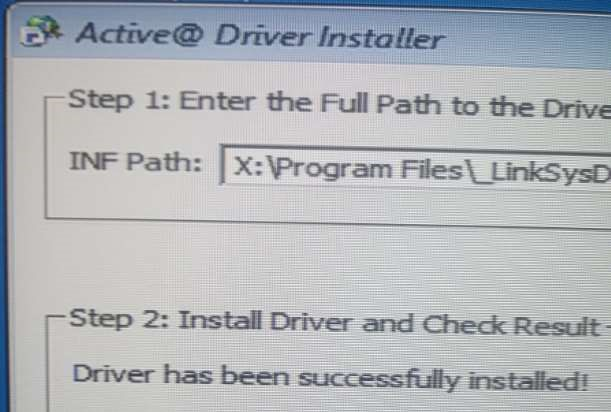 Active@ Driver Installer
Step 1: Enter the Full Path to the Drive
INF Path: X:\Program Files\_LinkSysD
Step 2: Install Driver and Check Result
Driver has been successfully installed!